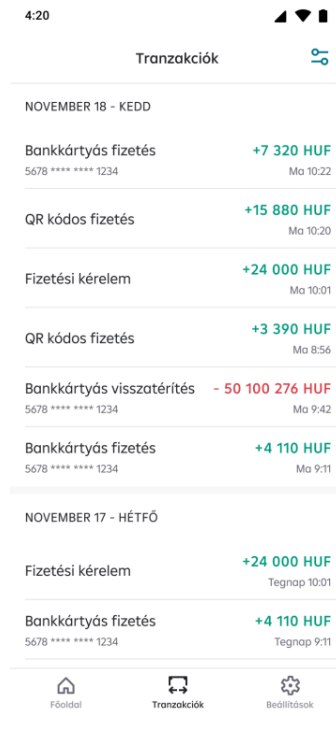 4:20
Tranzakciók
NOVEMBER 18 - KEDD
Bankkártyás fizetés +7 320 HUF
5678 **** **** 1234 Ma 10:22
QR kódos fizetés +15 880 HUF
Ma 10:20
Fizetési kérelem +24 000 HUF
Ma 10:01
QR kódos fizetés +3 390 HUF
Ma 8:56
Bankkártyás visszatérítés - 50 100 276 HUF
5678 **** **** 1234 Ma 9:42
Bankkártyás fizetés +4 110 HUF
5678 **** **** 1234 Ma 9:11
NOVEMBER 17 - HÉTFŐ
Fizetési kérelem +24 000 HUF
Tegnap 10:01
Bankkártyás fizetés +4 110 HUF
5678 **** **** 1234 Tegnap 9:11
Főoldal Tranzakciók Beállítások